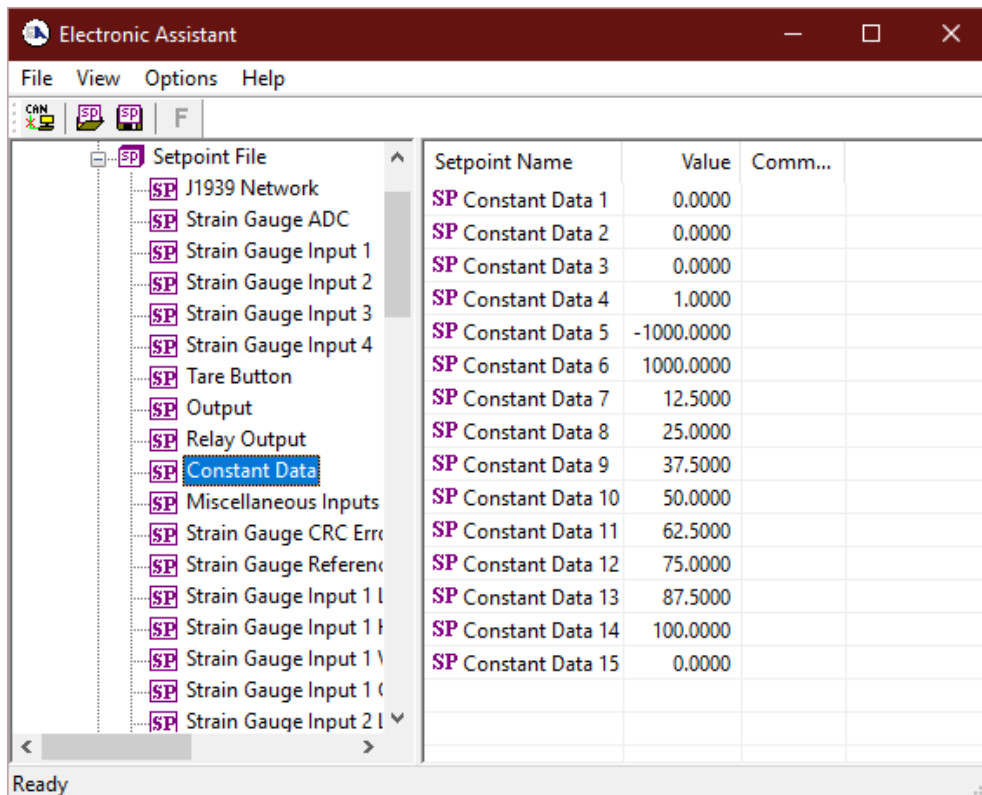 Electronic Assistant
File View Options Help
CAN SP SP F
SP Setpoint File
SP J1939 Network
SP Strain Gauge ADC
SP Strain Gauge Input 1
SP Strain Gauge Input 2
SP Strain Gauge Input 3
SP Strain Gauge Input 4
SP Tare Button
SP Output
SP Relay Output
SP Constant Data
SP Miscellaneous Inputs
SP Strain Gauge CRC Erro
SP Strain Gauge Referenc
SP Strain Gauge Input 1 L
SP Strain Gauge Input 1 H
SP Strain Gauge Input 1 V
SP Strain Gauge Input 1
SP Strain Gauge Input 2 L
Setpoint Name Value Comm...
SP Constant Data 1 0.0000
SP Constant Data 2 0.0000
SP Constant Data 3 0.0000
SP Constant Data 4 1.0000
SP Constant Data 5 -1000.0000
SP Constant Data 6 1000.0000
SP Constant Data 7 12.5000
SP Constant Data 8 25.0000
SP Constant Data 9 37.5000
SP Constant Data 10 50.0000
SP Constant Data 11 62.5000
SP Constant Data 12 75.0000
SP Constant Data 13 87.5000
SP Constant Data 14 100.0000
SP Constant Data 15 0.0000
Ready